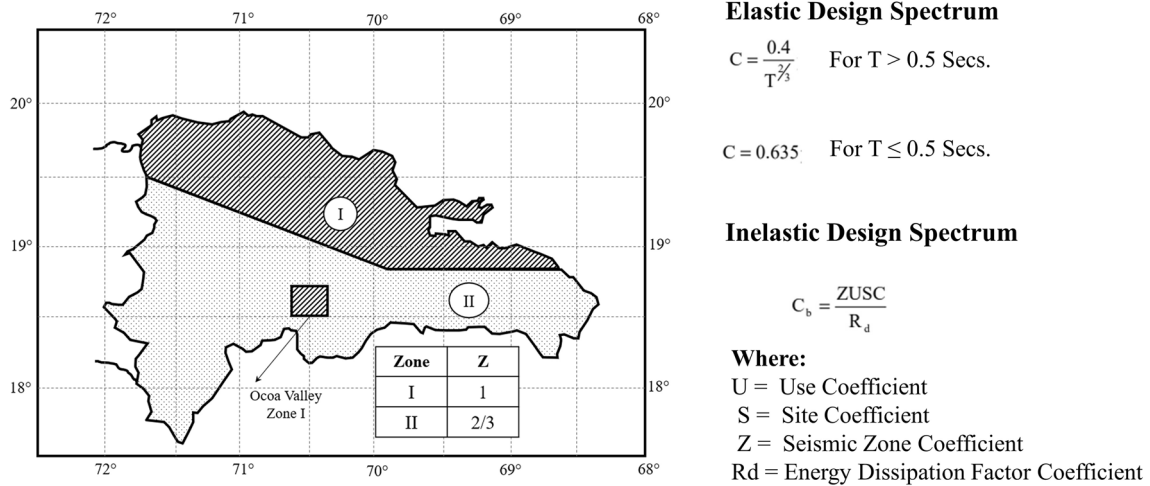 72° 71° 70° 69° 68°
20° 20°
I
19° 19°
II
Zone Z
I 1
II 2/3
Ocoa Valley
Zone I
18° 18°
72° 71° 70° 69° 68°
Elastic Design Spectrum
C = 0.4 / T^2/3 For T > 0.5 Secs.
C = 0.635 For T ≤ 0.5 Secs.
Inelastic Design Spectrum
C_b = ZUSC / R_d
Where:
U = Use Coefficient
S = Site Coefficient
Z = Seismic Zone Coefficient
Rd = Energy Dissipation Factor Coefficient